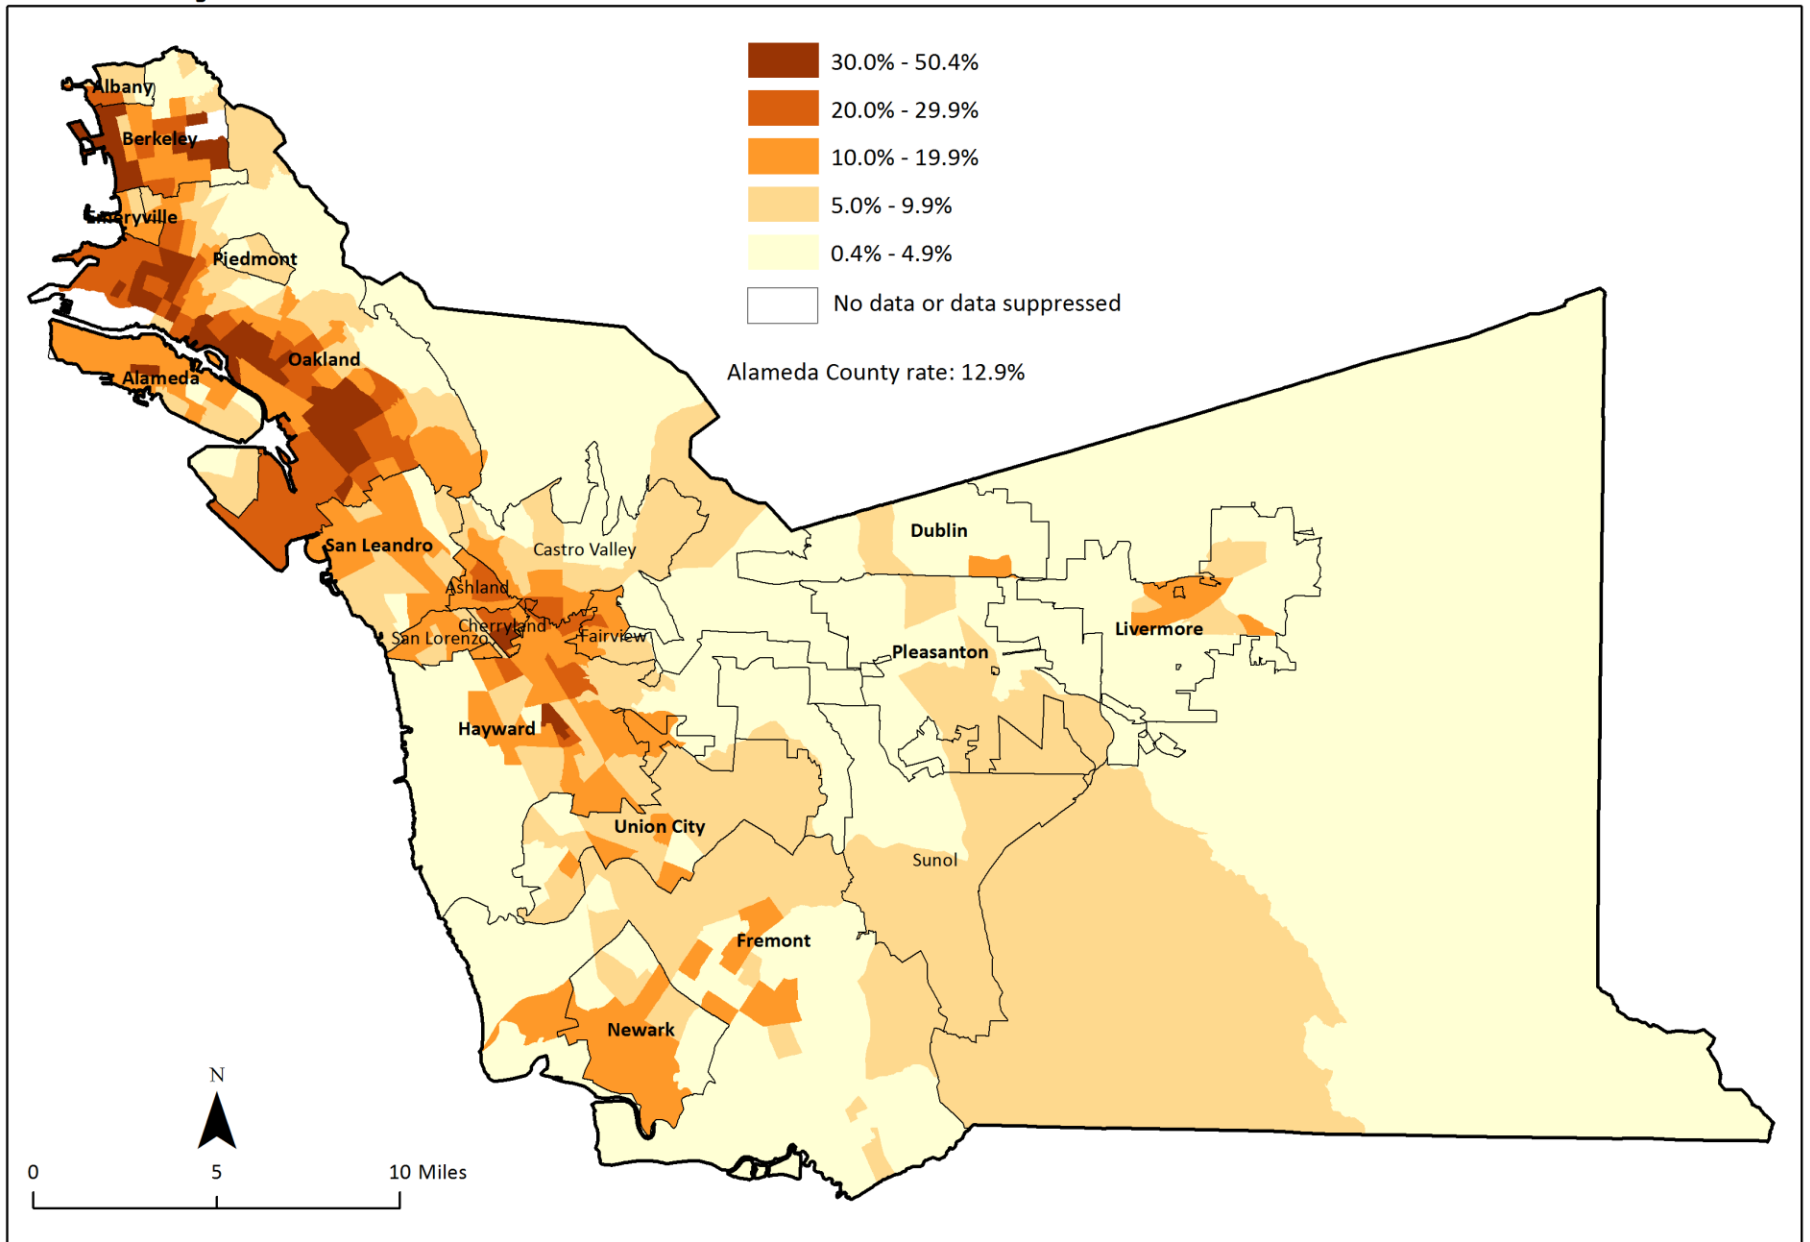 30.0% - 50.4%
20.0% - 29.9%
10.0% - 19.9%
5.0% - 9.9%
0.4% - 4.9%
No data or data suppressed
Alameda County rate: 12.9%
Albany
Berkeley
Emeryville
Piedmont
Oakland
Alameda
San Leandro
Castro Valley
Dublin
Ashland
Cherryland
San Lorenzo
Fairview
Livermore
Pleasanton
Hayward
Union City
Sunol
Fremont
Newark
N
0 5 10 Miles